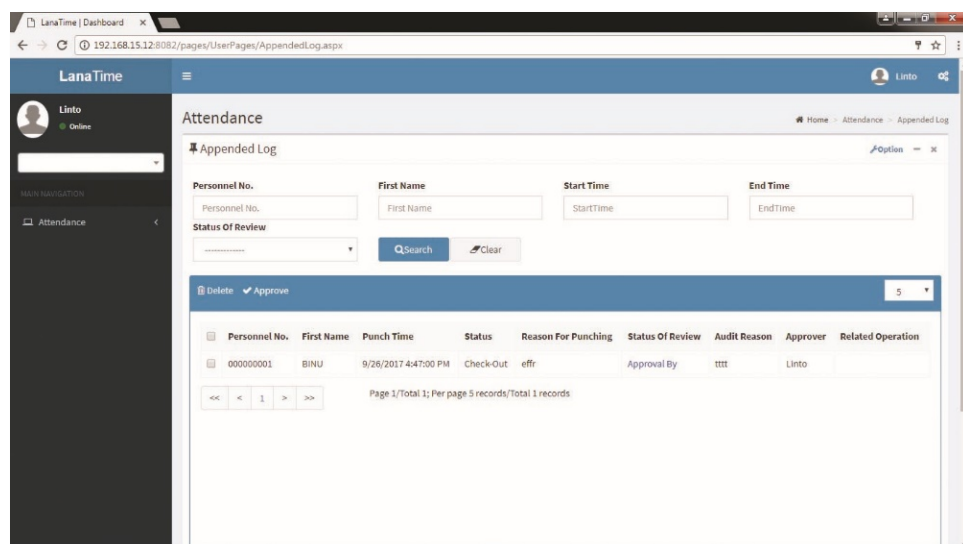 LanaTime | Dashboard
192.168.15.12:8082/pages/UserPages/AppendedLog.aspx
LanaTime
Linto
Linto
Online
Attendance
Home > Attendance > Appended Log
Appended Log
Option
MAIN NAVIGATION
Attendance
Personnel No. First Name Start Time End Time
Personnel No. First Name StartTime EndTime
Status Of Review
-------------
Search Clear
Delete Approve 5
Personnel No. First Name Punch Time Status Reason For Punching Status Of Review Audit Reason Approver Related Operation
000000001 BINU 9/26/2017 4:47:00 PM Check-Out effr Approval By tttt Linto
<< < 1 > >> Page 1/Total 1; Per page 5 records/Total 1 records